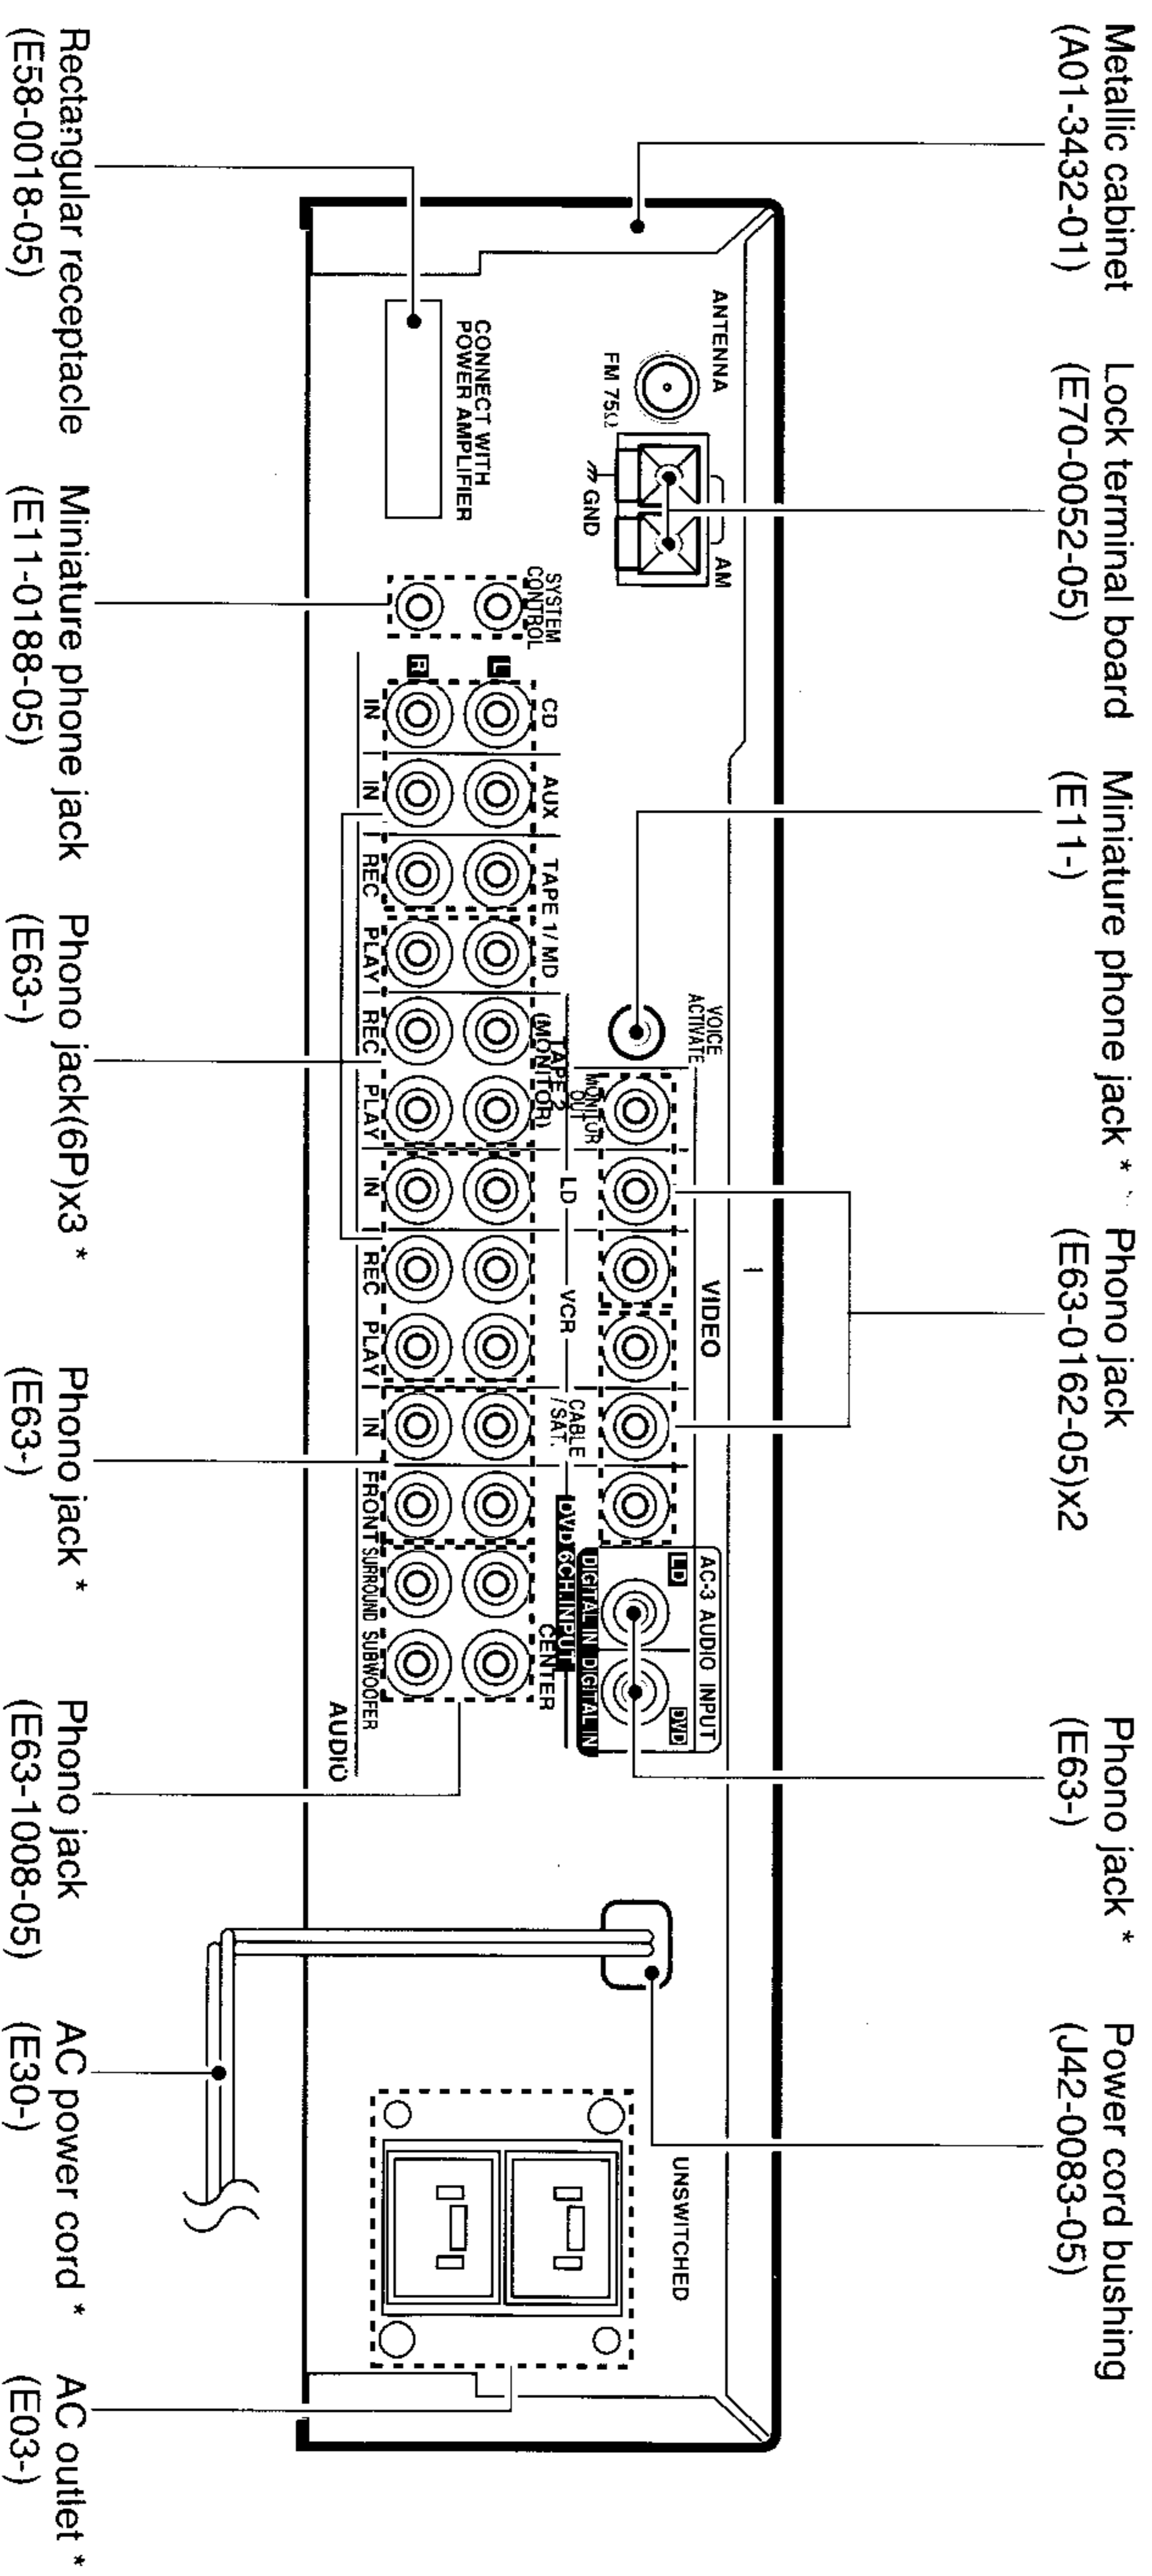 Metallic cabinet
(A01-3432-01)
Lock terminal board
(E70-0052-05)
Miniature phone jack *
(E11-)
Phono jack
(E63-0162-05)x2
Phono jack *
(E63-)
Power cord bushing
(J42-0083-05)
ANTENNA
FM 75Ω
AM
GND
CONNECT WITH
POWER AMPLIFIER
SYSTEM
CONTROL
VOICE
ACTIVATE
MONITOR
OUT
VIDEO
AC-3 AUDIO INPUT
LD
DVD
DIGITAL IN DIGITAL IN
UNSWITCHED
L
R
CD
AUX
TAPE 1/ MD
TAPE 2
(MONITOR)
LD
VCR
CABLE
/SAT.
DVD 6CH.INPUT
CENTER
IN
IN
REC
PLAY
REC
PLAY
IN
REC
PLAY
IN
FRONT
SURROUND
SUBWOOFER
AUDIO
Rectangular receptacle
(E58-0018-05)
Miniature phone jack
(E11-0188-05)
Phono jack(6P)x3 *
(E63-)
Phono jack *
(E63-)
Phono jack
(E63-1008-05)
AC power cord *
(E30-)
AC outlet *
(E03-)